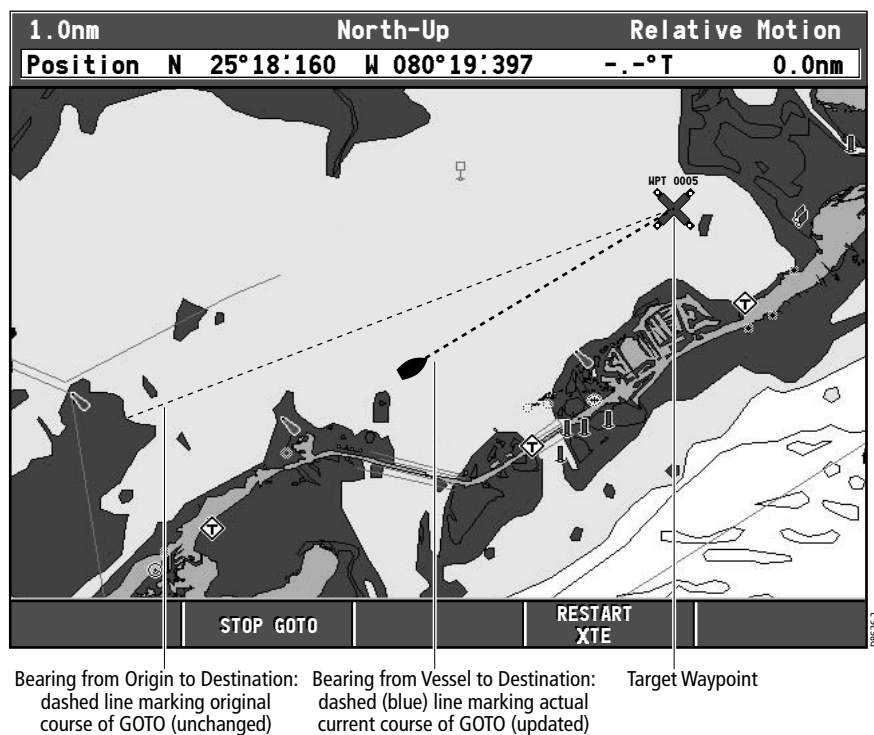 1.0nm North-Up Relative Motion
Position N 25°18.160 W 080°19.397 -.-°T 0.0nm
WPT 0005
T
T
T
STOP GOTO
RESTART
XTE
Bearing from Origin to Destination:
dashed line marking original
course of GOTO (unchanged)
Bearing from Vessel to Destination:
dashed (blue) line marking actual
current course of GOTO (updated)
Target Waypoint